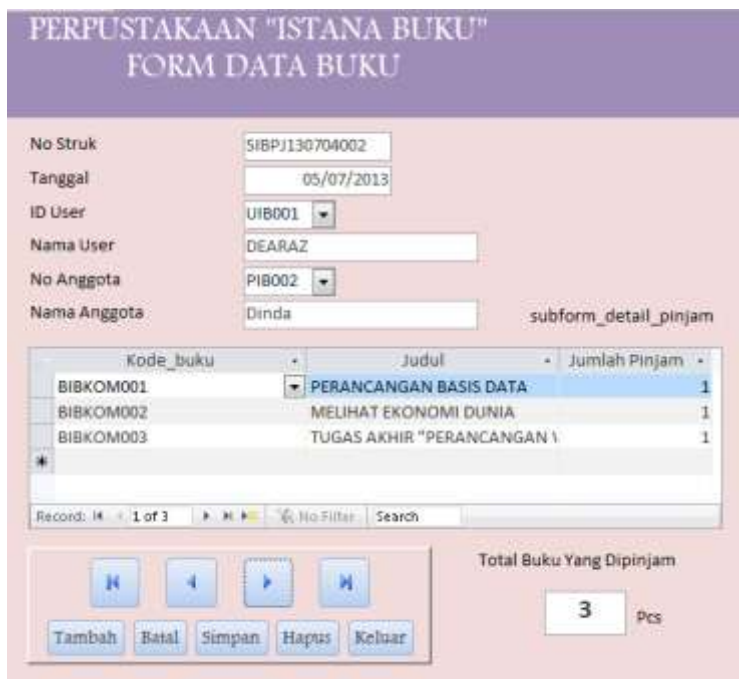 PERPUSTAKAAN "ISTANA BUKU"
FORM DATA BUKU
No Struk SIBPJ130704002
Tanggal 05/07/2013
ID User UIB001
Nama User DEARAZ
No Anggota PIB002
Nama Anggota Dinda
subform_detail_pinjam
Kode_buku Judul Jumlah Pinjam
BIBKOM001 PERANCANGAN BASIS DATA 1
BIBKOM002 MELIHAT EKONOMI DUNIA 1
BIBKOM003 TUGAS AKHIR "PERANCANGAN 1
Record: 1 of 3 No Filter Search
Total Buku Yang Dipinjam
3 Pcs
Tambah Batal Simpan Hapus Keluar